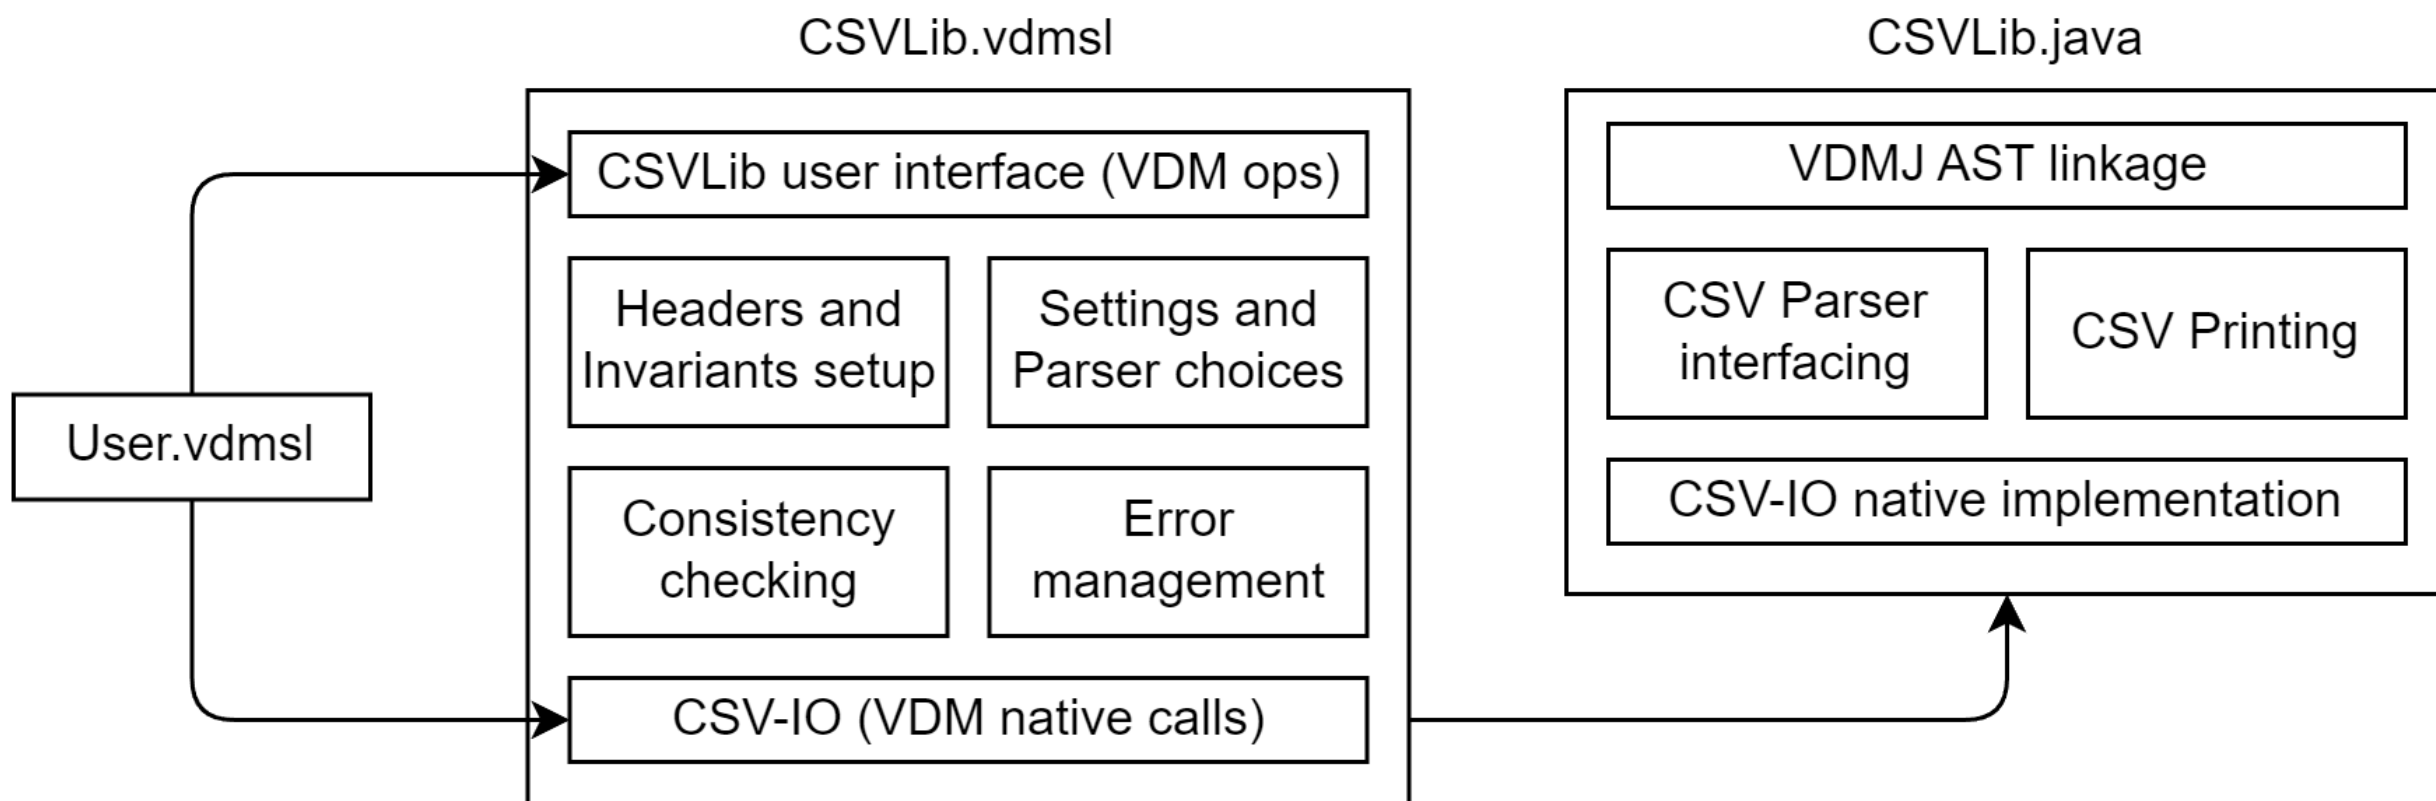 CSVLib.vdmsl
CSVLib.java
User.vdmsl
CSVLib user interface (VDM ops)
Headers and
Invariants setup
Settings and
Parser choices
Consistency
checking
Error
management
CSV-IO (VDM native calls)
VDMJ AST linkage
CSV Parser
interfacing
CSV Printing
CSV-IO native implementation